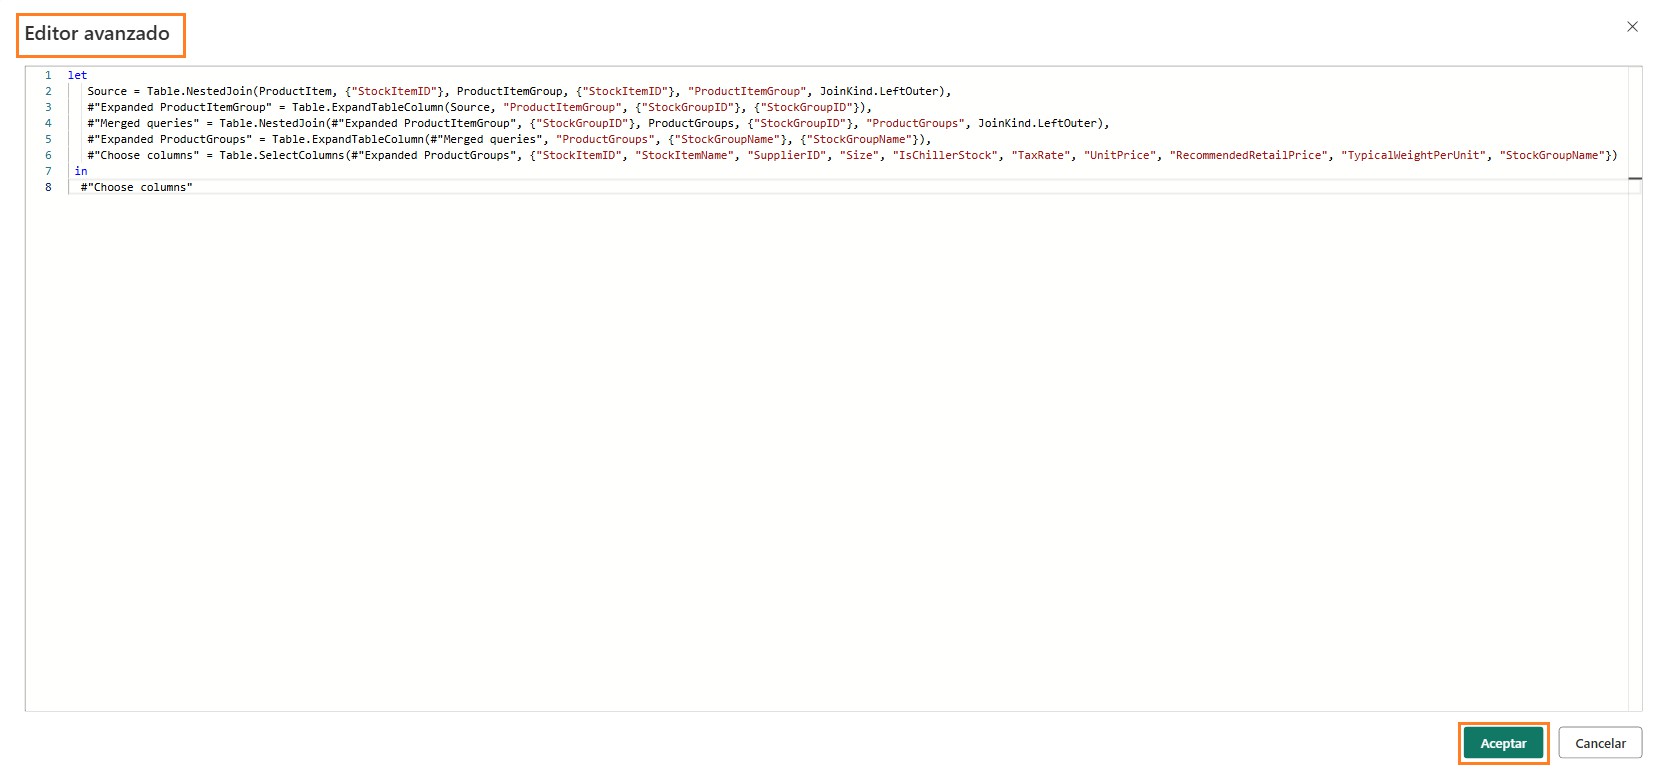 Editor avanzado
1 let
2 Source = Table.NestedJoin(ProductItem, {"StockItemID"}, ProductItemGroup, {"StockItemID"}, "ProductItemGroup", JoinKind.LeftOuter),
3 #"Expanded ProductItemGroup" = Table.ExpandTableColumn(Source, "ProductItemGroup", {"StockGroupID"}, {"StockGroupID"}),
4 #"Merged queries" = Table.NestedJoin(#"Expanded ProductItemGroup", {"StockGroupID"}, ProductGroups, {"StockGroupID"}, "ProductGroups", JoinKind.LeftOuter),
5 #"Expanded ProductGroups" = Table.ExpandTableColumn(#"Merged queries", "ProductGroups", {"StockGroupName"}, {"StockGroupName"}),
6 #"Choose columns" = Table.SelectColumns(#"Expanded ProductGroups", {"StockItemID", "StockItemName", "SupplierID", "Size", "IsChillerStock", "TaxRate", "UnitPrice", "RecommendedRetailPrice", "TypicalWeightPerUnit", "StockGroupName"})
7 in
8 #"Choose columns"
Aceptar
Cancelar